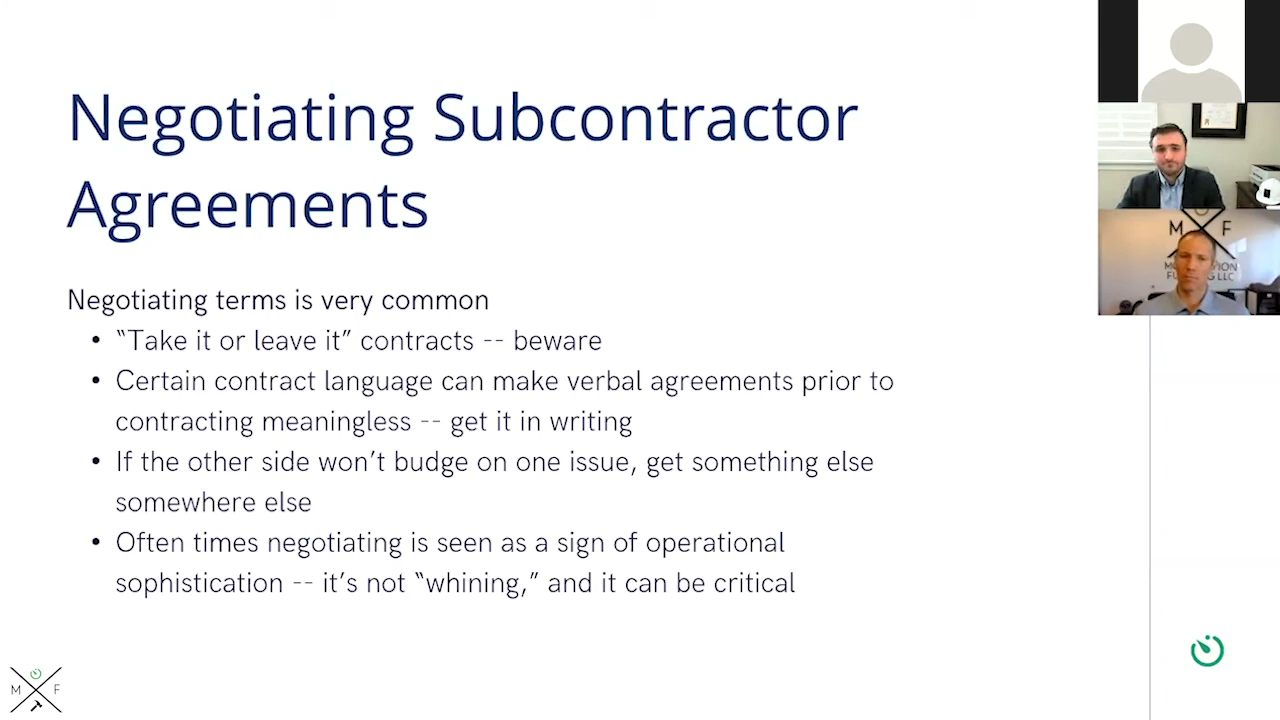 Negotiating Subcontractor
Agreements
Negotiating terms is very common
• “Take it or leave it” contracts -- beware
• Certain contract language can make verbal agreements prior to
contracting meaningless -- get it in writing
• If the other side won’t budge on one issue, get something else
somewhere else
• Often times negotiating is seen as a sign of operational
sophistication -- it’s not “whining,” and it can be critical
M F
LLC
M F